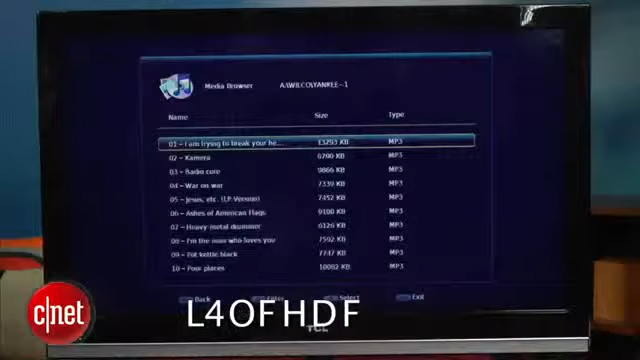 Media Browser A:\WILCO\YANKEE~1
Name Size Type
01 - I am trying to break your he... 13293 KB MP3
02 - Kamera MP3
03 - Radio cure 9866 KB MP3
04 - War on war 7339 KB MP3
05 - Jesus, etc. (LP Version) 7452 KB MP3
06 - Ashes of American Flags 9100 KB MP3
07 - Heavy metal drummer 6126 KB MP3
08 - I'm the man who loves you 7592 KB MP3
09 - Pot kettle black 7747 KB MP3
10 - Poor places 10082 KB MP3
Back Enter Select Exit
c|net L40FHDF
TCL